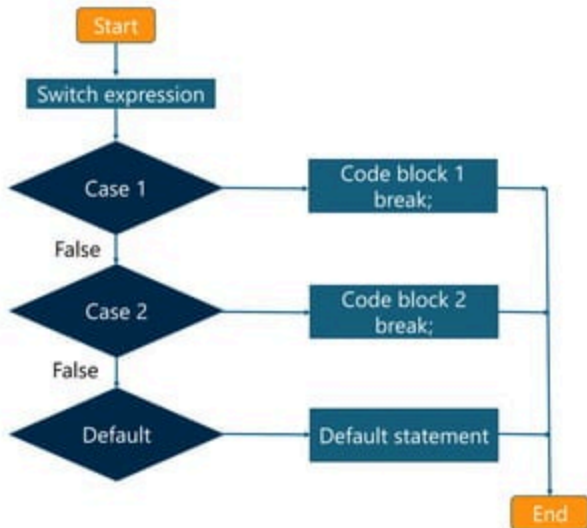 Start
Switch expression
Case 1
Code block 1
break;
False
Case 2
Code block 2
break;
False
Default
Default statement
End